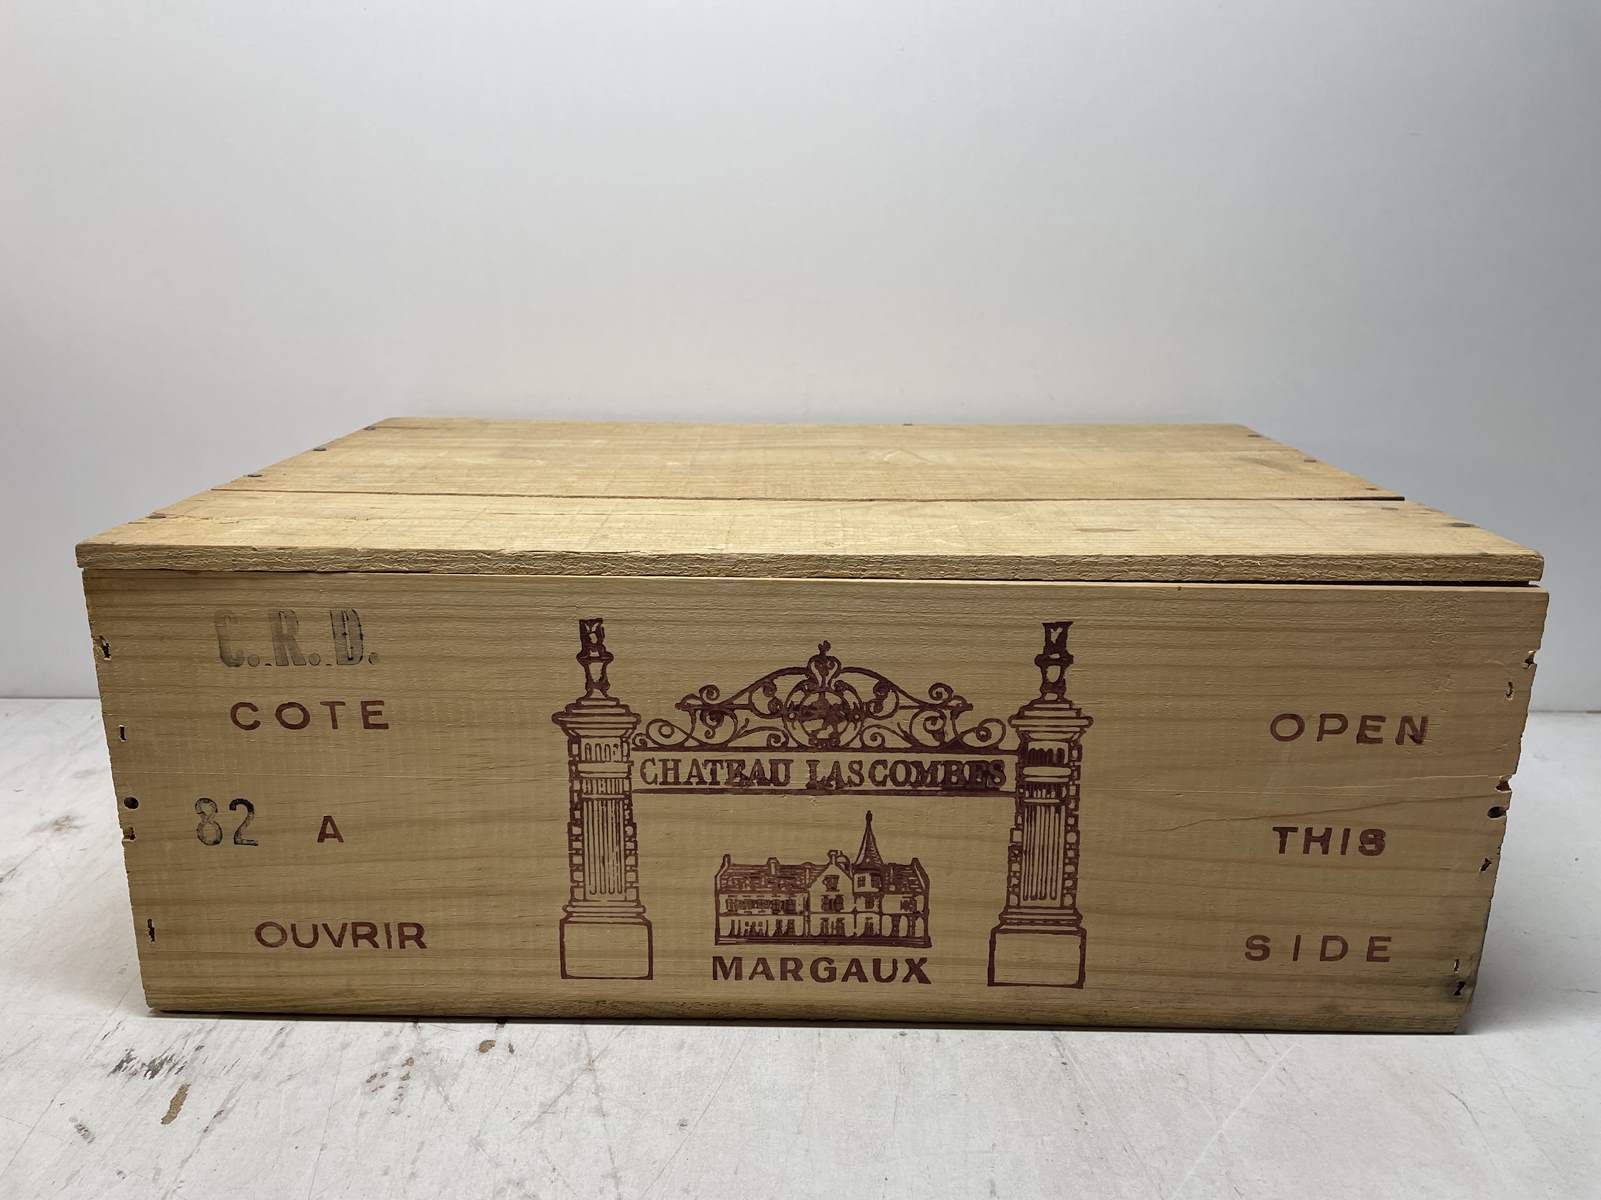 C.R.D.
COTE
82 A
OUVRIR
CHATEAU LASCOMBES
MARGAUX
OPEN
THIS
SIDE